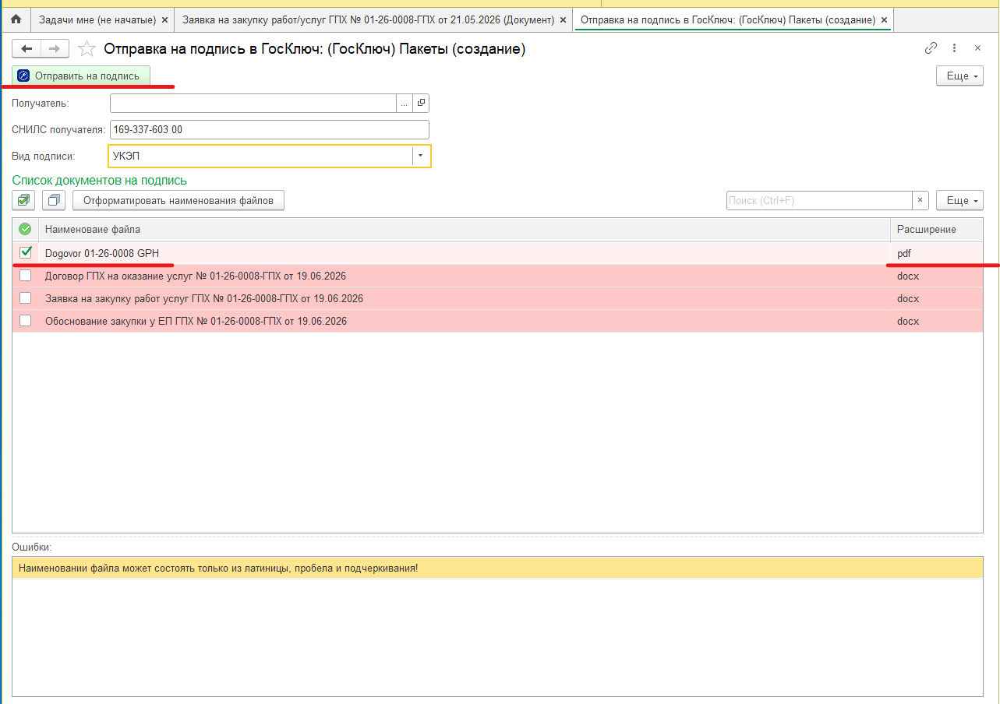 Задачи мне (не начатые) × Заявка на закупку работ/услуг ГПХ № 01-26-0008-ГПХ от 21.05.2026 (Документ) × Отправка на подпись в ГосКлюч: (ГосКлюч) Пакеты (создание) ×
Отправка на подпись в ГосКлюч: (ГосКлюч) Пакеты (создание)
Отправить на подпись Еще
Получатель: ...
СНИЛС получателя: 169-337-603 00
Вид подписи: УКЭП
Список документов на подпись
Отформатировать наименования файлов Поиск (Ctrl+F) × Еще
Наименоваие файла Расширение
Dogovor 01-26-0008 GPH pdf
Договор ГПХ на оказание услуг № 01-26-0008-ГПХ от 19.06.2026 docx
Заявка на закупку работ услуг ГПХ № 01-26-0008-ГПХ от 19.06.2026 docx
Обоснование закупки у ЕП ГПХ № 01-26-0008-ГПХ от 19.06.2026 docx
Ошибки:
Наименовании файла может состоять только из латиницы, пробела и подчеркивания!